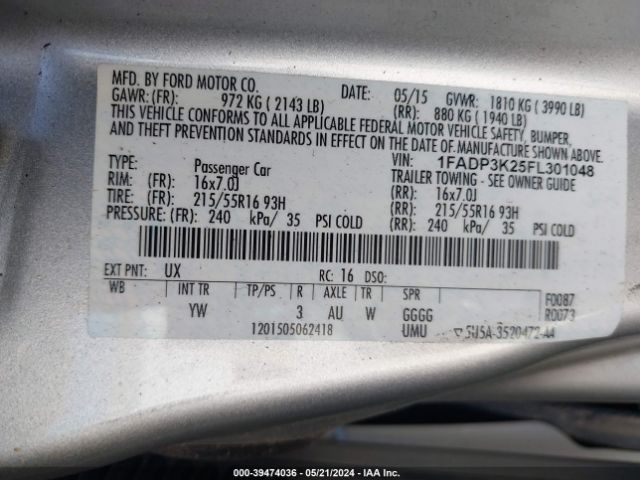 MFD. BY FORD MOTOR CO. DATE: 05/15 GVWR: 1810 KG ( 3990 LB)
GAWR: (FR): 972 KG ( 2143 LB) (RR): 880 KG ( 1940 LB)
THIS VEHICLE CONFORMS TO ALL APPLICABLE FEDERAL MOTOR VEHICLE SAFETY, BUMPER,
AND THEFT PREVENTION STANDARDS IN EFFECT ON THE DATE OF MANUFACTURE SHOWN ABOVE.
VIN: 1FADP3K25FL301048
TYPE: Passenger Car TRAILER TOWING - SEE OWNER GUIDE
RIM: (FR): 16x7.0J (RR): 16x7.0J
TIRE: (FR): 215/55R16 93H (RR): 215/55R16 93H
PRESSURE: (FR): 240 kPa/ 35 PSI COLD (RR): 240 kPa/ 35 PSI COLD
EXT PNT: UX RC: 16 DSO:
WB INT TR TP/PS R AXLE TR SPR F0087
YW 3 AU W GGGG R0073
1201505062418 UMU
000-39474036 - 05/21/2024 - IAA Inc.